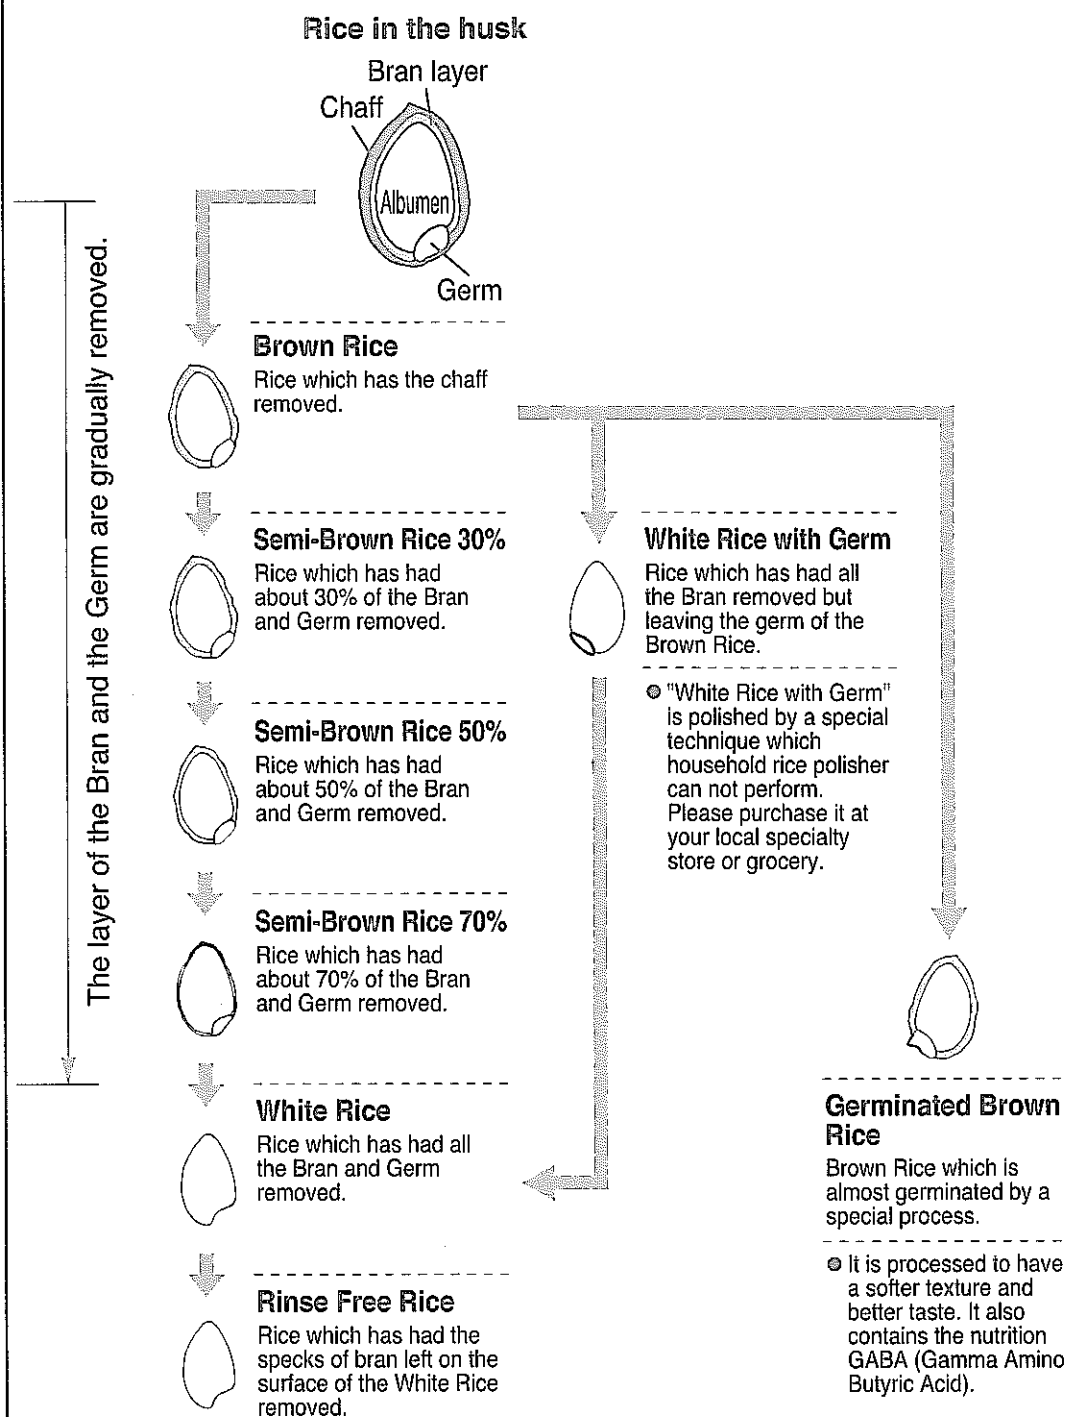 Rice in the husk
Bran layer
Chaff
Albumen
Germ
The layer of the Bran and the Germ are gradually removed.
Brown Rice
Rice which has the chaff
removed.
Semi-Brown Rice 30%
Rice which has had
about 30% of the Bran
and Germ removed.
White Rice with Germ
Rice which has had all
the Bran removed but
leaving the germ of the
Brown Rice.
"White Rice with Germ"
is polished by a special
technique which
household rice polisher
can not perform.
Please purchase it at
your local specialty
store or grocery.
Semi-Brown Rice 50%
Rice which has had
about 50% of the Bran
and Germ removed.
Semi-Brown Rice 70%
Rice which has had
about 70% of the Bran
and Germ removed.
White Rice
Rice which has had all
the Bran and Germ
removed.
Germinated Brown
Rice
Brown Rice which is
almost germinated by a
special process.
It is processed to have
a softer texture and
better taste. It also
contains the nutrition
GABA (Gamma Amino
Butyric Acid).
Rinse Free Rice
Rice which has had the
specks of bran left on the
surface of the White Rice
removed.